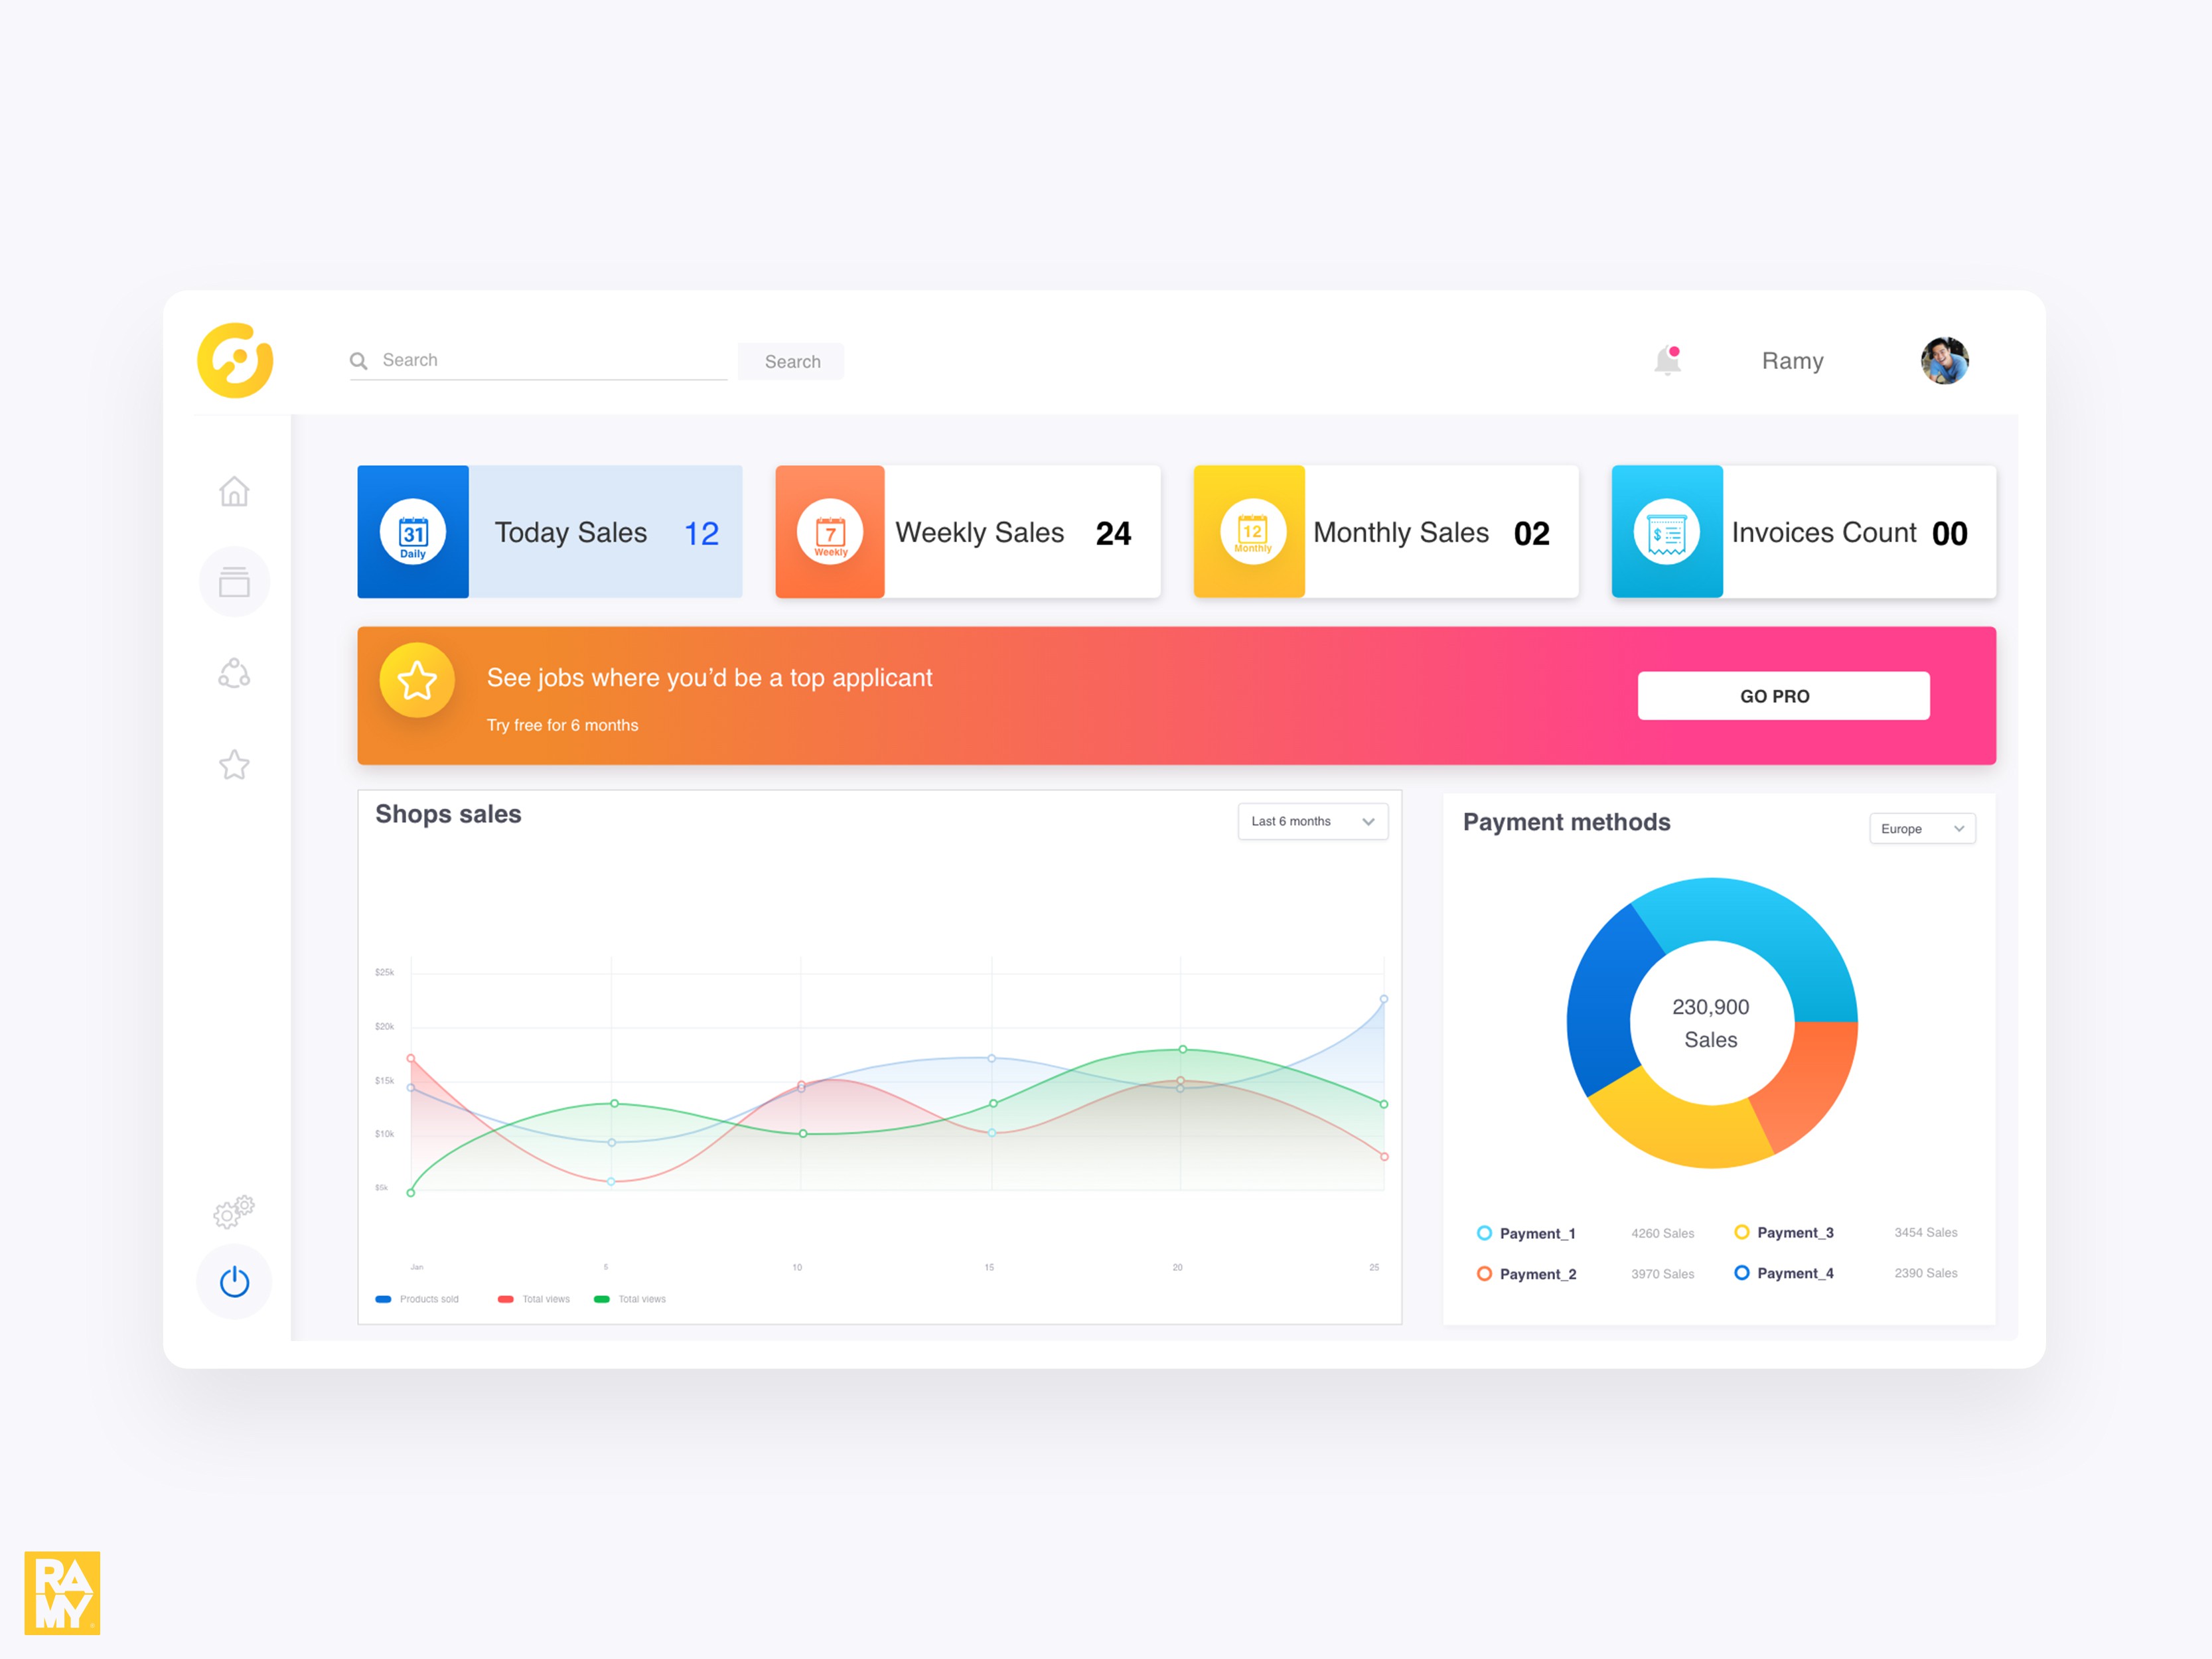 Search
Search
Ramy
31
Daily
Today Sales 12
7
Weekly
Weekly Sales 24
12
Monthly
Monthly Sales 02
$
Invoices Count 00
See jobs where you’d be a top applicant
Try free for 6 months
GO PRO
Shops sales
Last 6 months
$25k
$20k
$15k
$10k
$5k
Jan 5 10 15 20 25
Products sold Total views Total views
Payment methods
Europe
230,900
Sales
Payment_1 4260 Sales
Payment_3 3454 Sales
Payment_2 3970 Sales
Payment_4 2390 Sales
RA
MY